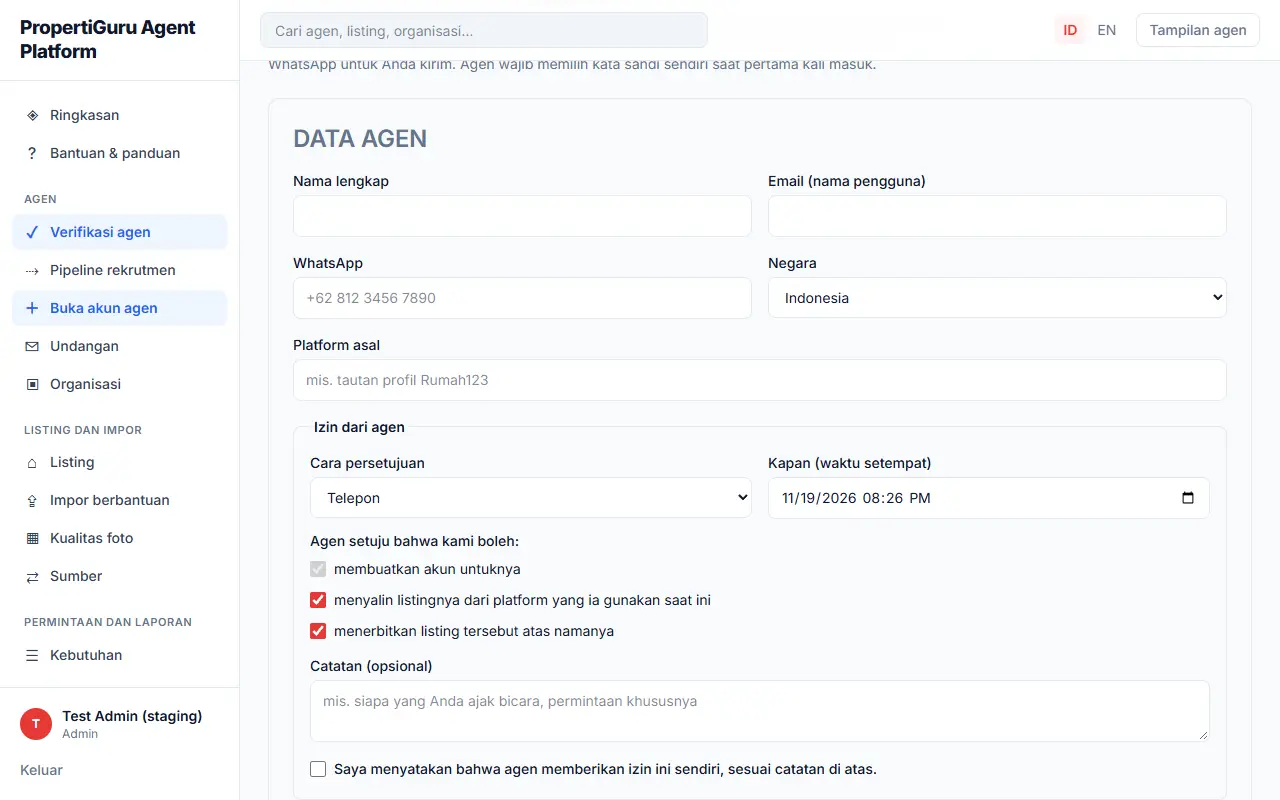 PropertiGuru Agent
Platform
Cari agen, listing, organisasi...
ID
EN
Tampilan agen
Ringkasan
? Bantuan & panduan
AGEN
Verifikasi agen
Pipeline rekrutmen
Buka akun agen
Undangan
Organisasi
LISTING DAN IMPOR
Listing
Impor berbantuan
Kualitas foto
Sumber
PERMINTAAN DAN LAPORAN
Kebutuhan
T
Test Admin (staging)
Admin
Keluar
WhatsApp untuk Anda kirim. Agen wajib memilih kata sandi sendiri saat pertama kali masuk.
DATA AGEN
Nama lengkap
Email (nama pengguna)
WhatsApp
+62 812 3456 7890
Negara
Indonesia
Platform asal
mis. tautan profil Rumah123
Izin dari agen
Cara persetujuan
Telepon
Kapan (waktu setempat)
11/19/2026 08:26 PM
Agen setuju bahwa kami boleh:
membuatkan akun untuknya
menyalin listingnya dari platform yang ia gunakan saat ini
menerbitkan listing tersebut atas namanya
Catatan (opsional)
mis. siapa yang Anda ajak bicara, permintaan khususnya
Saya menyatakan bahwa agen memberikan izin ini sendiri, sesuai catatan di atas.